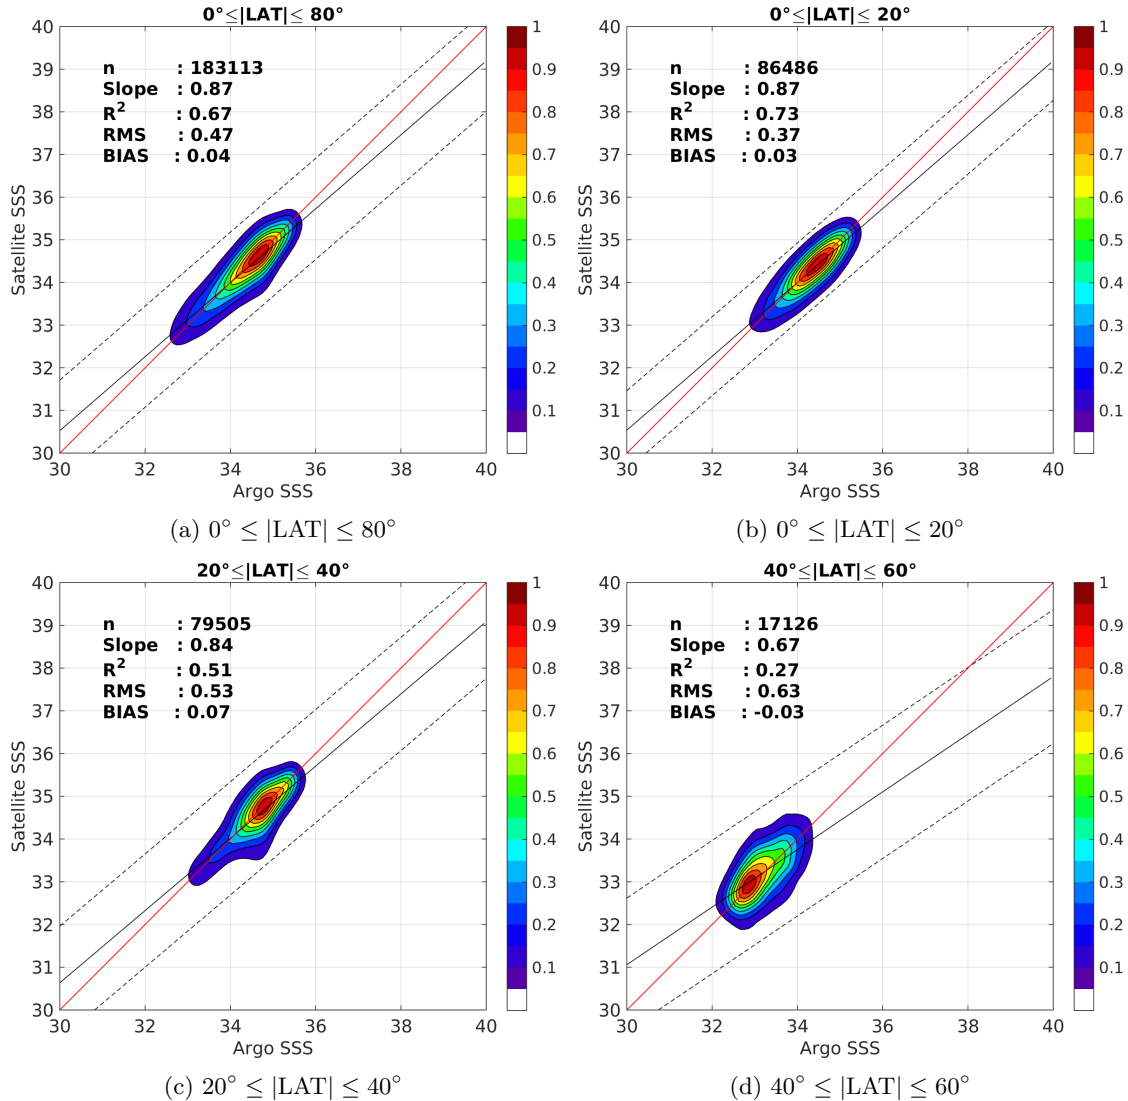 0°≤|LAT|≤ 80°
n : 183113
Slope : 0.87
R² : 0.67
RMS : 0.47
BIAS : 0.04
40
39
38
37
36
35
34
33
32
31
30
Satellite SSS
30 32 34 36 38 40
Argo SSS
1
0.9
0.8
0.7
0.6
0.5
0.4
0.3
0.2
0.1
(a) 0° ≤ |LAT| ≤ 80°
0°≤|LAT|≤ 20°
n : 86486
Slope : 0.87
R² : 0.73
RMS : 0.37
BIAS : 0.03
40
39
38
37
36
35
34
33
32
31
30
Satellite SSS
30 32 34 36 38 40
Argo SSS
1
0.9
0.8
0.7
0.6
0.5
0.4
0.3
0.2
0.1
(b) 0° ≤ |LAT| ≤ 20°
20°≤|LAT|≤ 40°
n : 79505
Slope : 0.84
R² : 0.51
RMS : 0.53
BIAS : 0.07
40
39
38
37
36
35
34
33
32
31
30
Satellite SSS
30 32 34 36 38 40
Argo SSS
1
0.9
0.8
0.7
0.6
0.5
0.4
0.3
0.2
0.1
(c) 20° ≤ |LAT| ≤ 40°
40°≤|LAT|≤ 60°
n : 17126
Slope : 0.67
R² : 0.27
RMS : 0.63
BIAS : -0.03
40
39
38
37
36
35
34
33
32
31
30
Satellite SSS
30 32 34 36 38 40
Argo SSS
1
0.9
0.8
0.7
0.6
0.5
0.4
0.3
0.2
0.1
(d) 40° ≤ |LAT| ≤ 60°